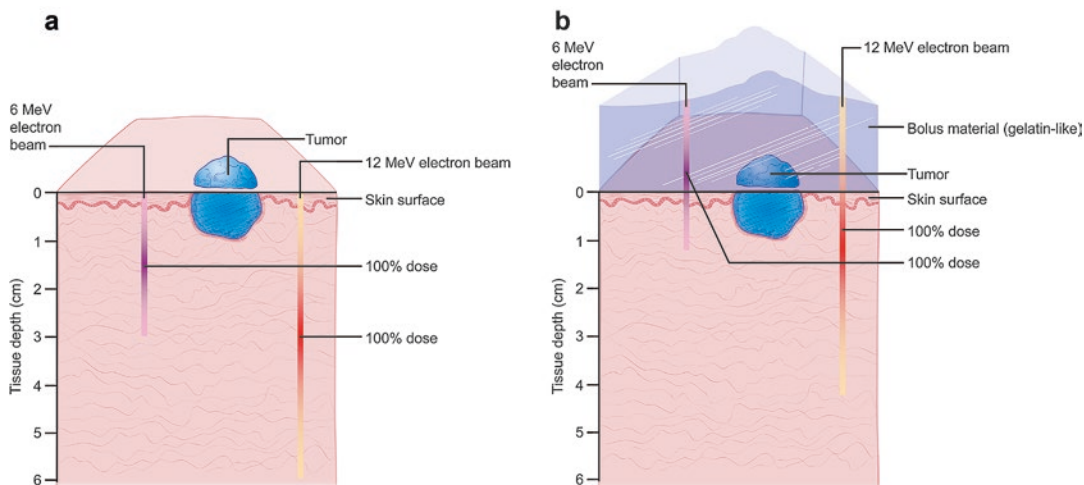 a
6 MeV
electron
beam
Tumor
12 MeV electron beam
Skin surface
100% dose
100% dose
Tissue depth (cm)
0
1
2
3
4
5
6
b
6 MeV
electron
beam
12 MeV electron beam
Bolus material (gelatin-like)
Tumor
Skin surface
100% dose
100% dose
Tissue depth (cm)
0
1
2
3
4
5
6